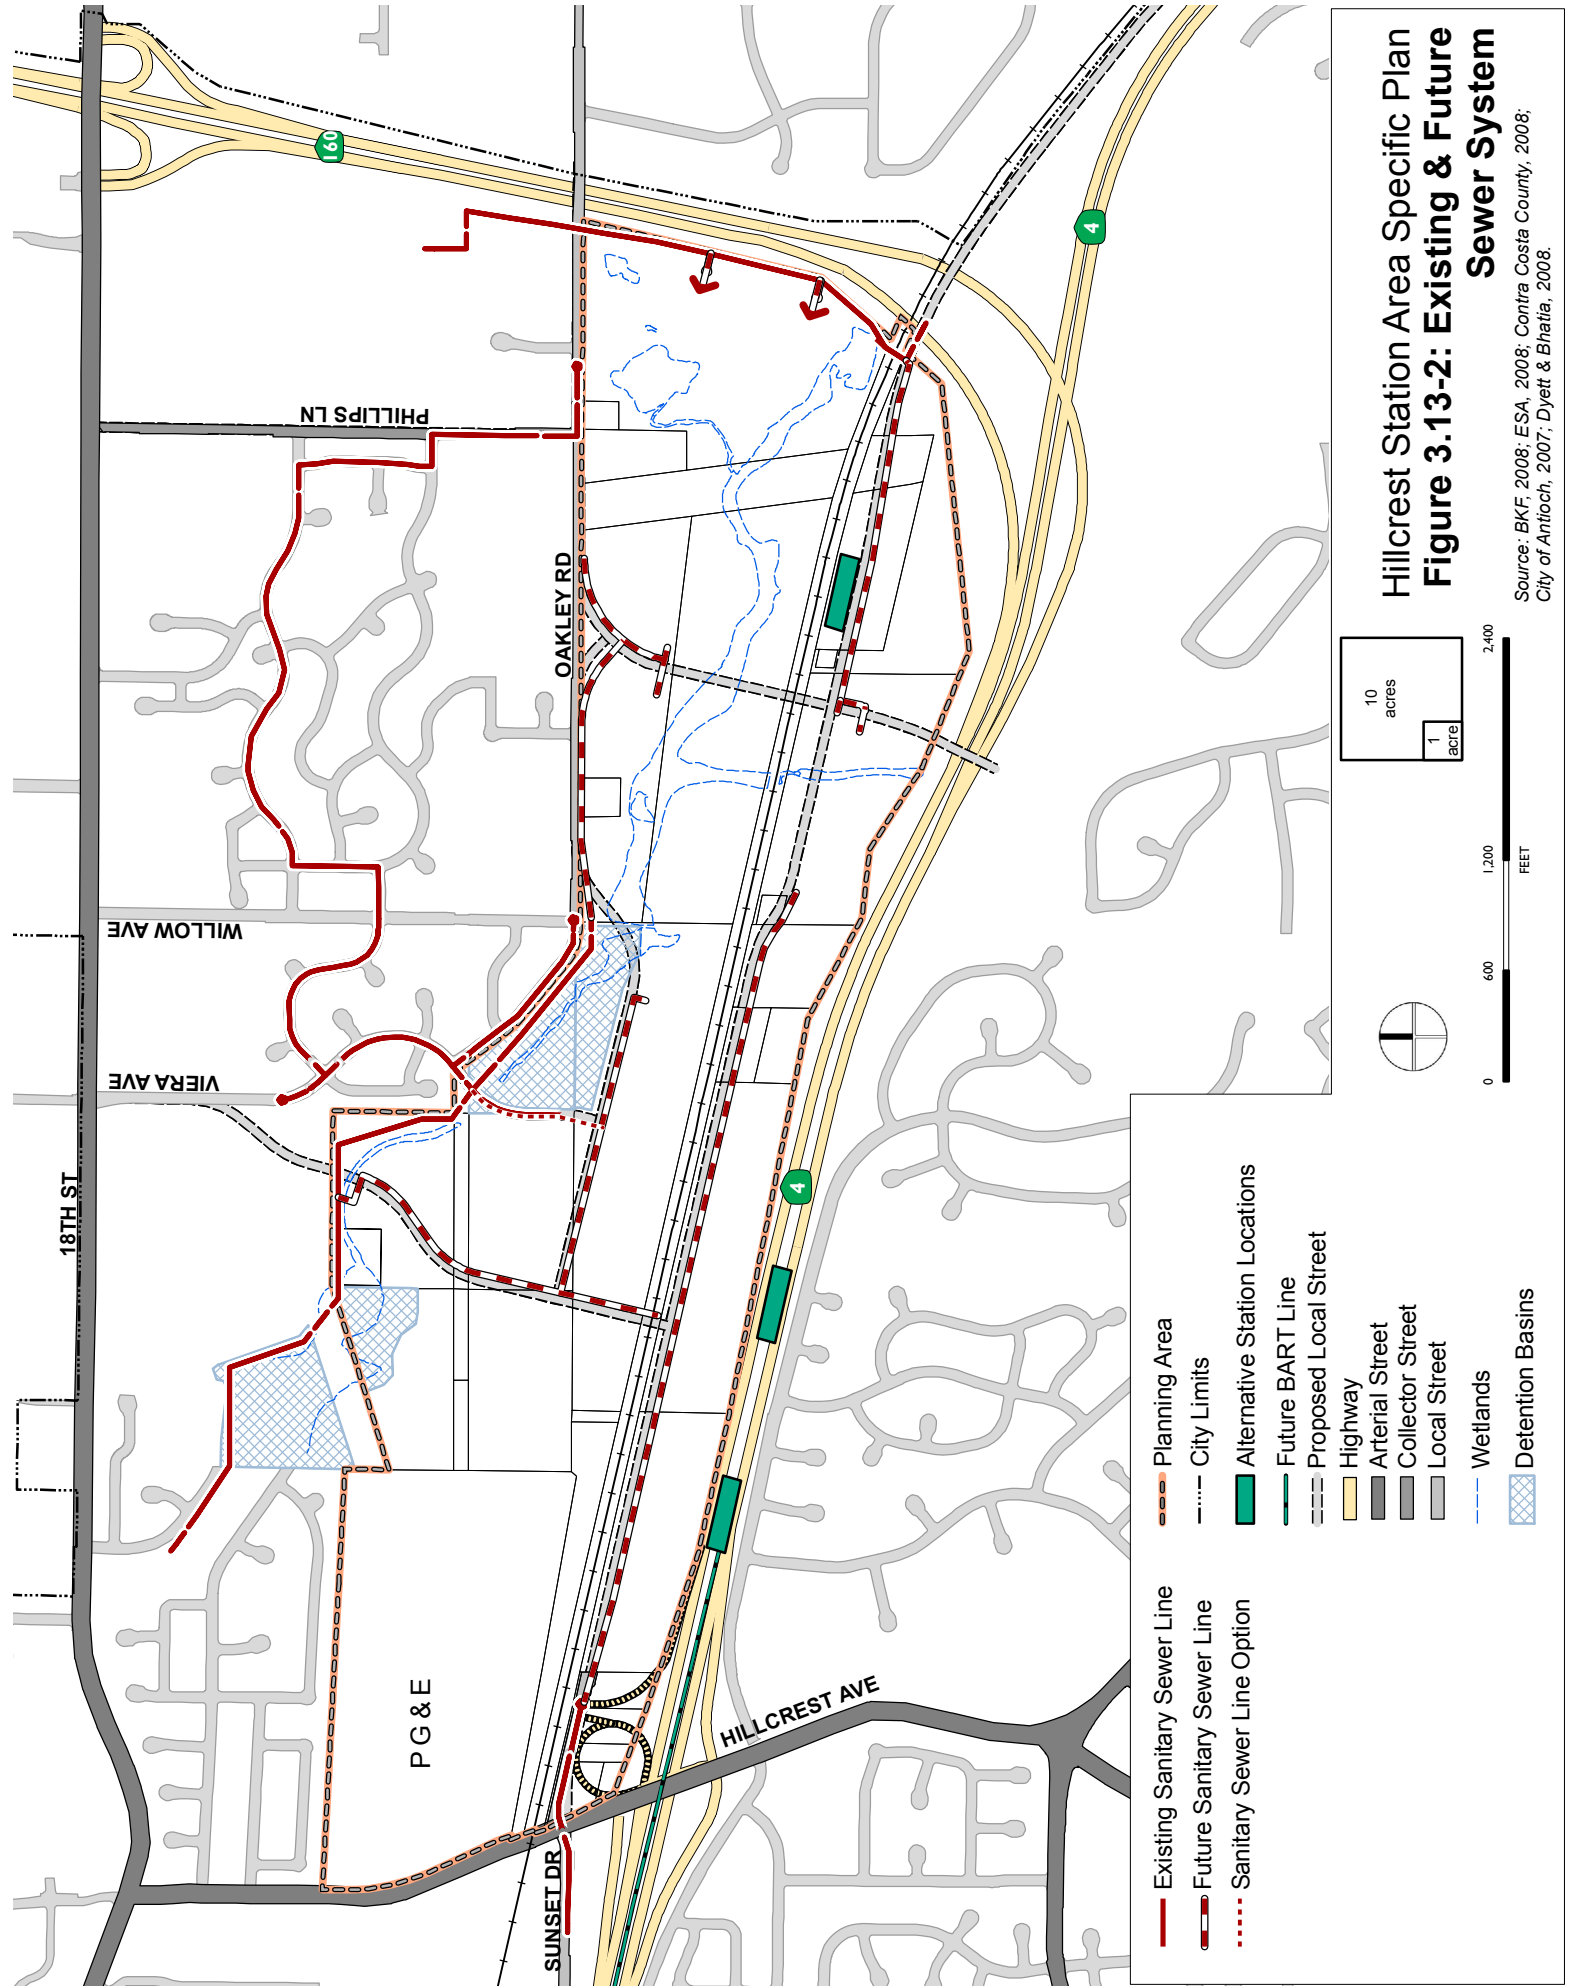 Hillcrest Station Area Specific Plan
Figure 3.13-2: Existing & Future
Sewer System
Source: BKF, 2008; ESA, 2008; Contra Costa County, 2008;
City of Antioch, 2007; Dyett & Bhatia, 2008.
10
acres
1
acre
0
600
1,200
2,400
FEET
Existing Sanitary Sewer Line
Future Sanitary Sewer Line
Sanitary Sewer Line Option
Planning Area
City Limits
Alternative Station Locations
Future BART Line
Proposed Local Street
Highway
Arterial Street
Collector Street
Local Street
Wetlands
Detention Basins
18TH ST
VIERA AVE
WILLOW AVE
PHILLIPS LN
OAKLEY RD
SUNSET DR
HILLCREST AVE
PG&E
160
4
4